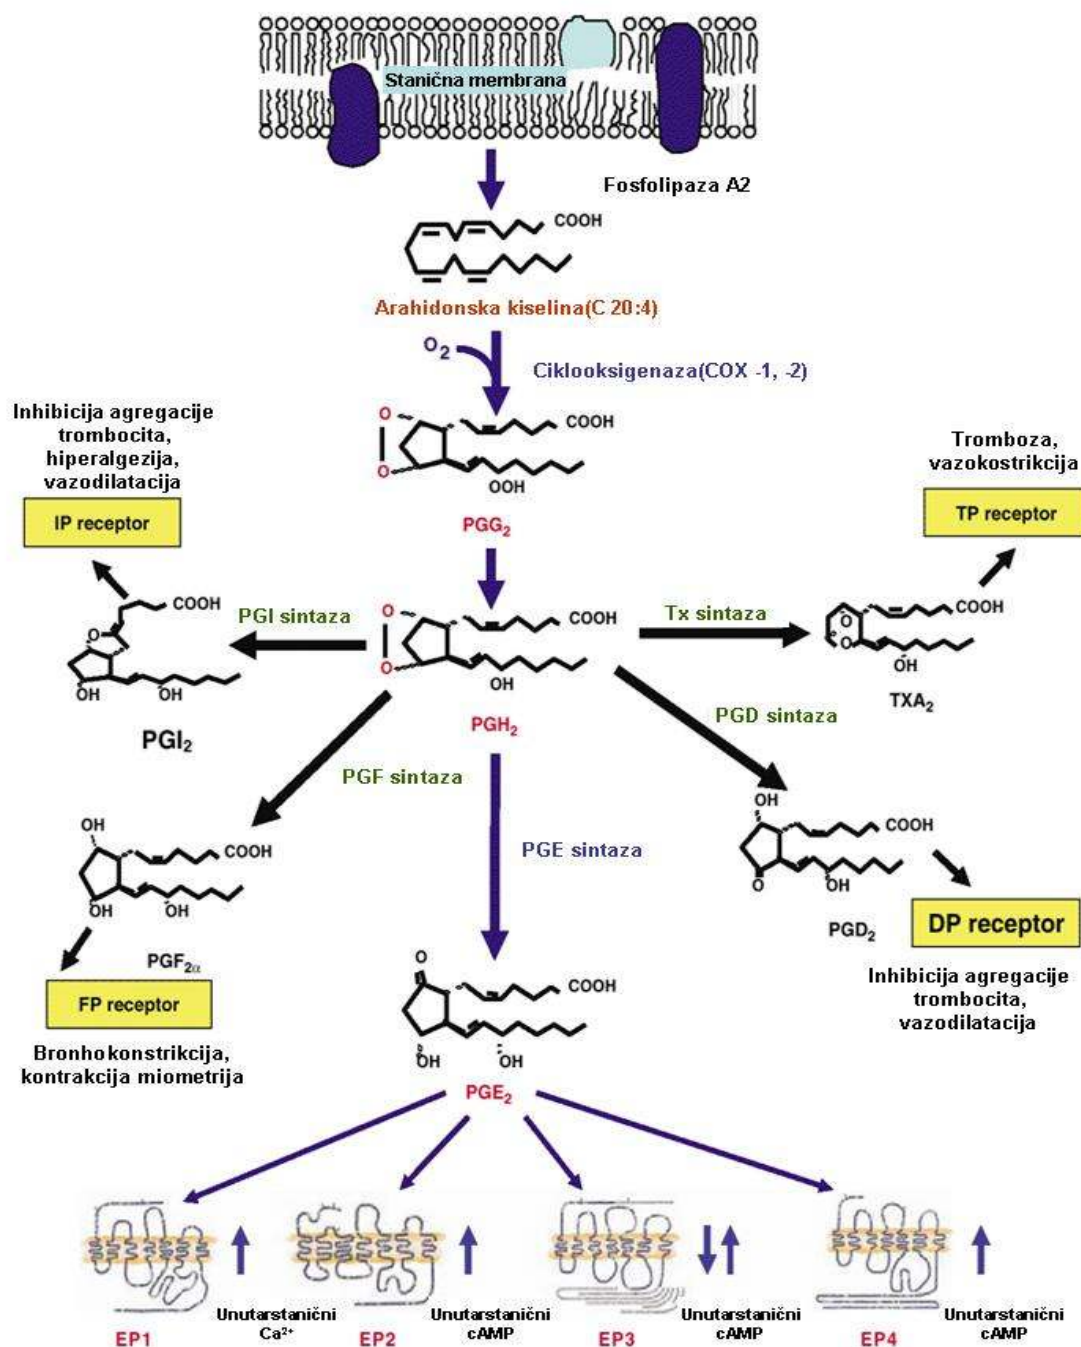 Stanična membrana
Fosfolipaza A2
COOH
Arahidonska kiselina(C 20:4)
O₂
Ciklooksigenaza(COX -1, -2)
O
COOH
O
OOH
PGG₂
Inhibicija agregacije
trombocita,
hiperalgezija,
vazodilatacija
IP receptor
Tromboza,
vazokostrikcija
TP receptor
COOH
O
OH
OH
PGI₂
PGI sintaza
O
COOH
O
OH
PGH₂
Tx sintaza
COOH
O
O
OH
TXA₂
PGD sintaza
PGF sintaza
PGE sintaza
OH
COOH
OH
OH
PGF₂α
FP receptor
Bronhokonstrikcija,
kontrakcija miometrija
OH
COOH
O
OH
PGD₂
DP receptor
Inhibicija agregacije
trombocita,
vazodilatacija
O
COOH
OH
OH
PGE₂
EP1
Unutarstanični
Ca²⁺
EP2
Unutarstanični
cAMP
EP3
Unutarstanični
cAMP
EP4
Unutarstanični
cAMP